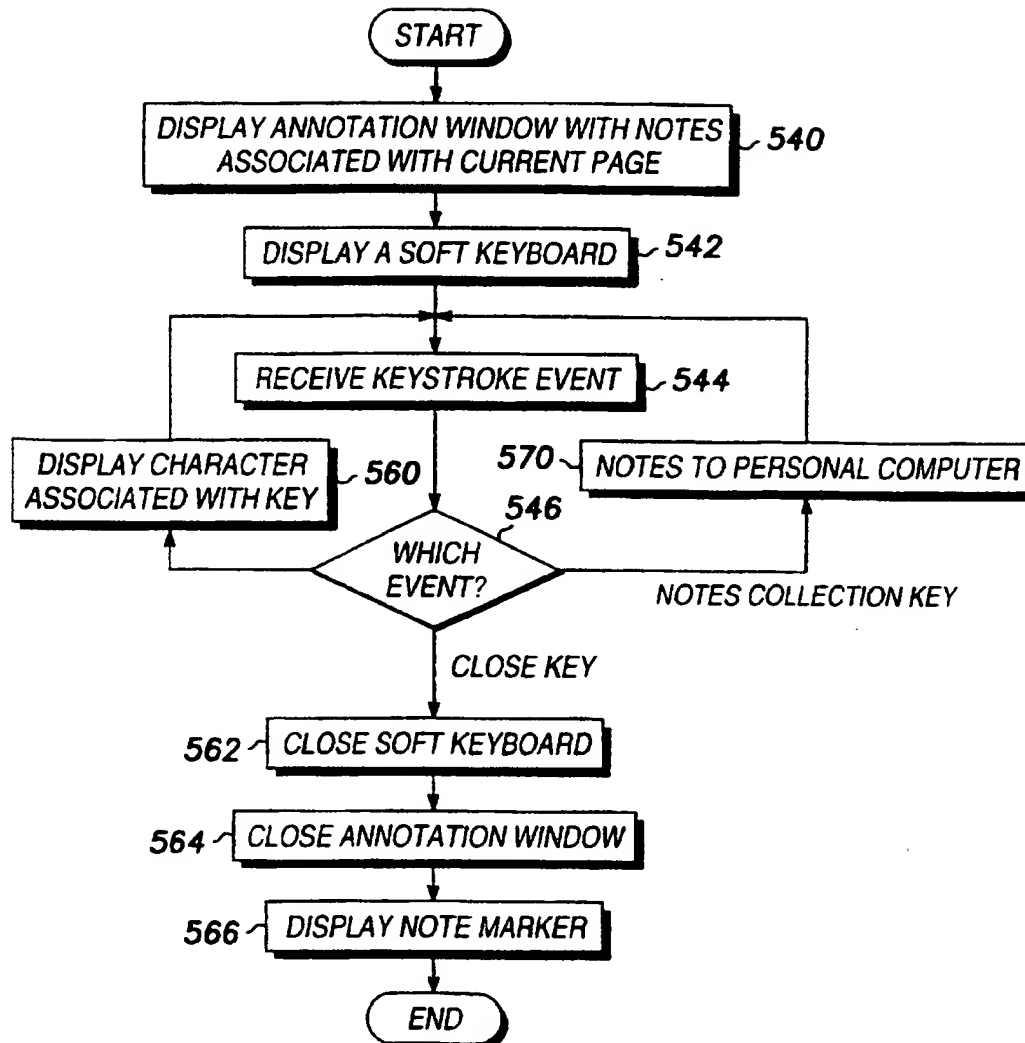 START
DISPLAY ANNOTATION WINDOW WITH NOTES
ASSOCIATED WITH CURRENT PAGE
540
DISPLAY A SOFT KEYBOARD
542
RECEIVE KEYSTROKE EVENT
544
DISPLAY CHARACTER
ASSOCIATED WITH KEY
560
570
NOTES TO PERSONAL COMPUTER
546
WHICH
EVENT?
NOTES COLLECTION KEY
CLOSE KEY
562
CLOSE SOFT KEYBOARD
564
CLOSE ANNOTATION WINDOW
566
DISPLAY NOTE MARKER
END